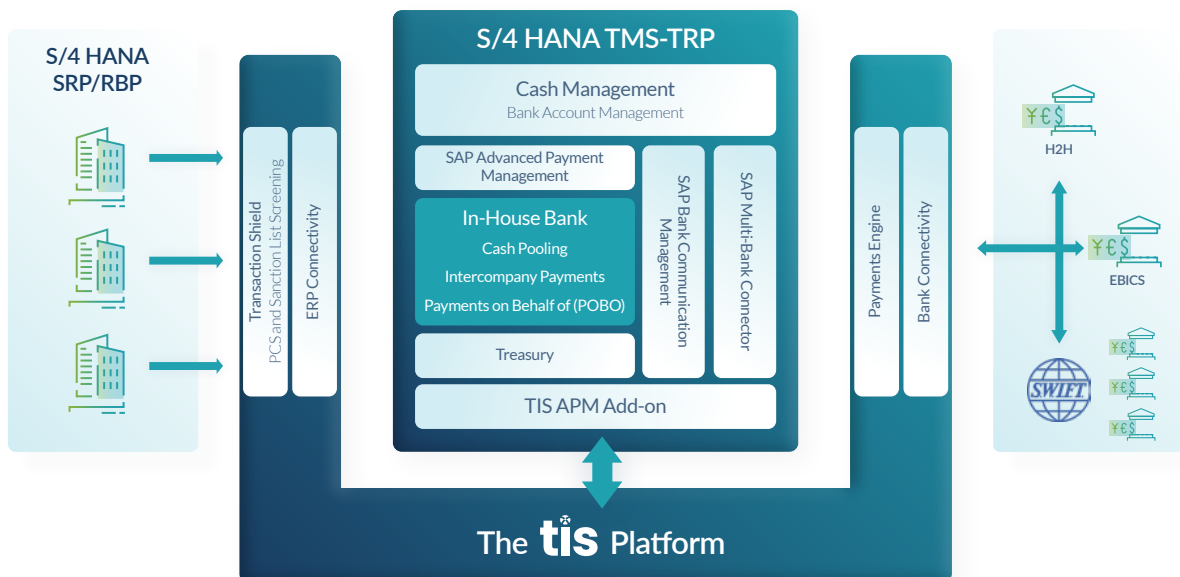 S/4 HANA
SRP/RBP
Transaction Shield
PCS and Sanction List Screening
ERP Connectivity
S/4 HANA TMS-TRP
Cash Management
Bank Account Management
SAP Advanced Payment
Management
In-House Bank
Cash Pooling
Intercompany Payments
Payments on Behalf of (POBO)
Treasury
SAP Bank Communication
Management
SAP Multi-Bank Connector
TIS APM Add-on
Payments Engine
Bank Connectivity
¥€$
H2H
¥€$
EBICS
SWIFT
¥€$
¥€$
¥€$
The tis Platform